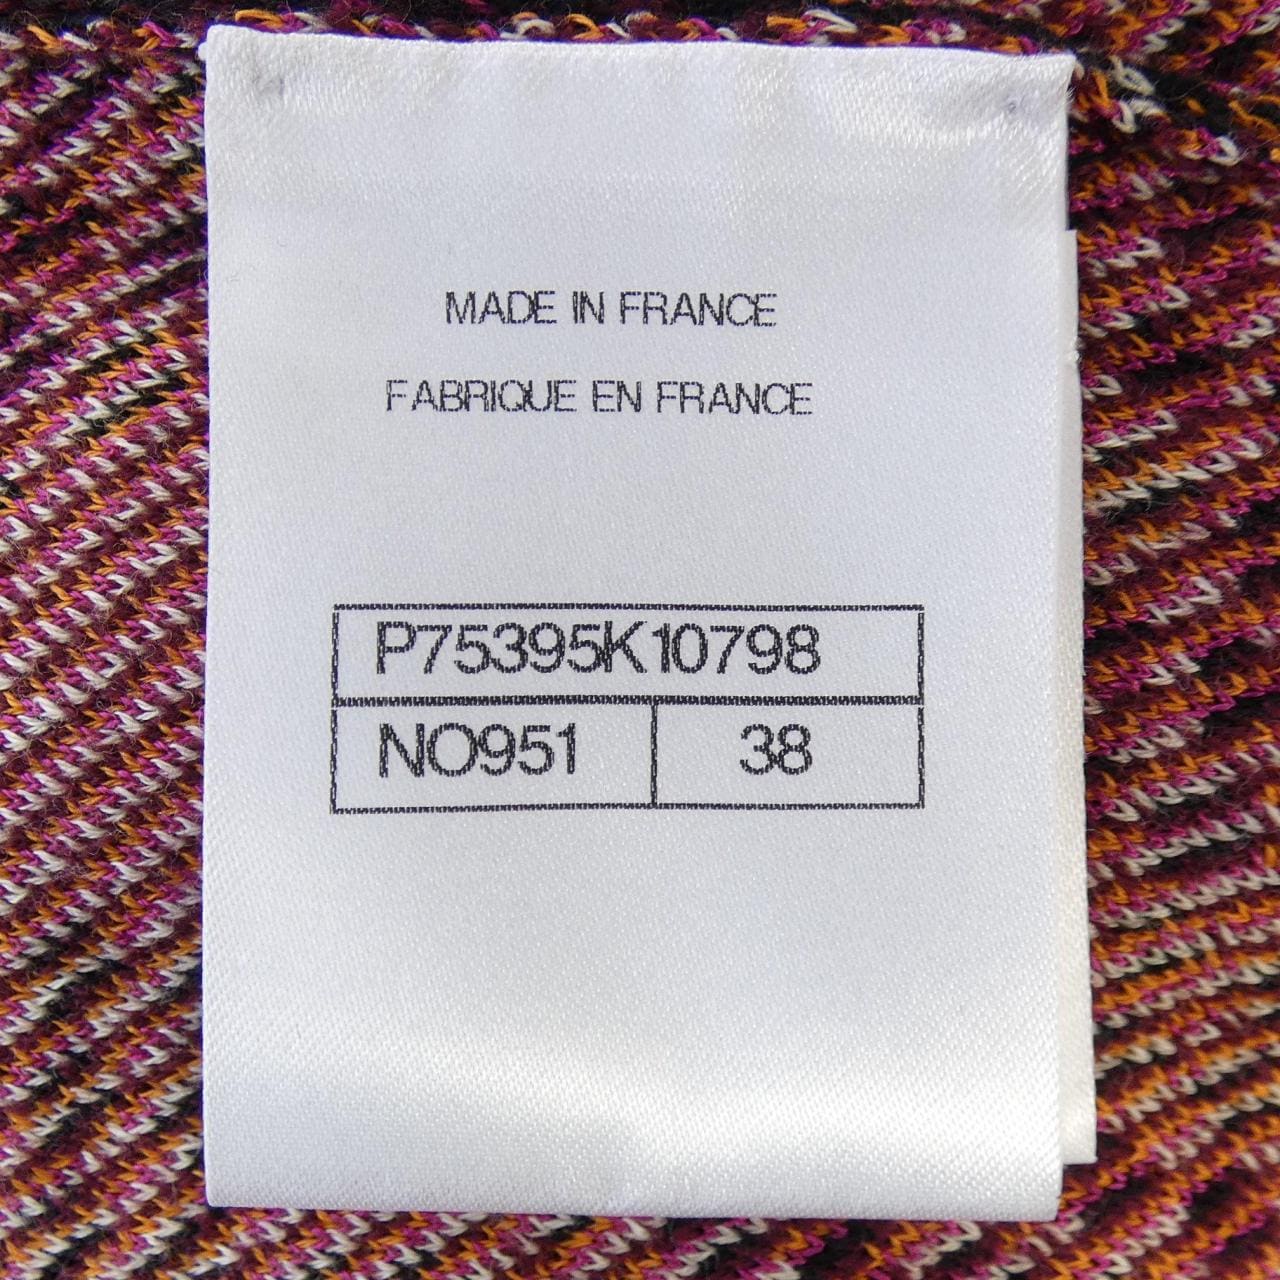 MADE IN FRANCE
FABRIQUE EN FRANCE
P75395K10798
NO951 38